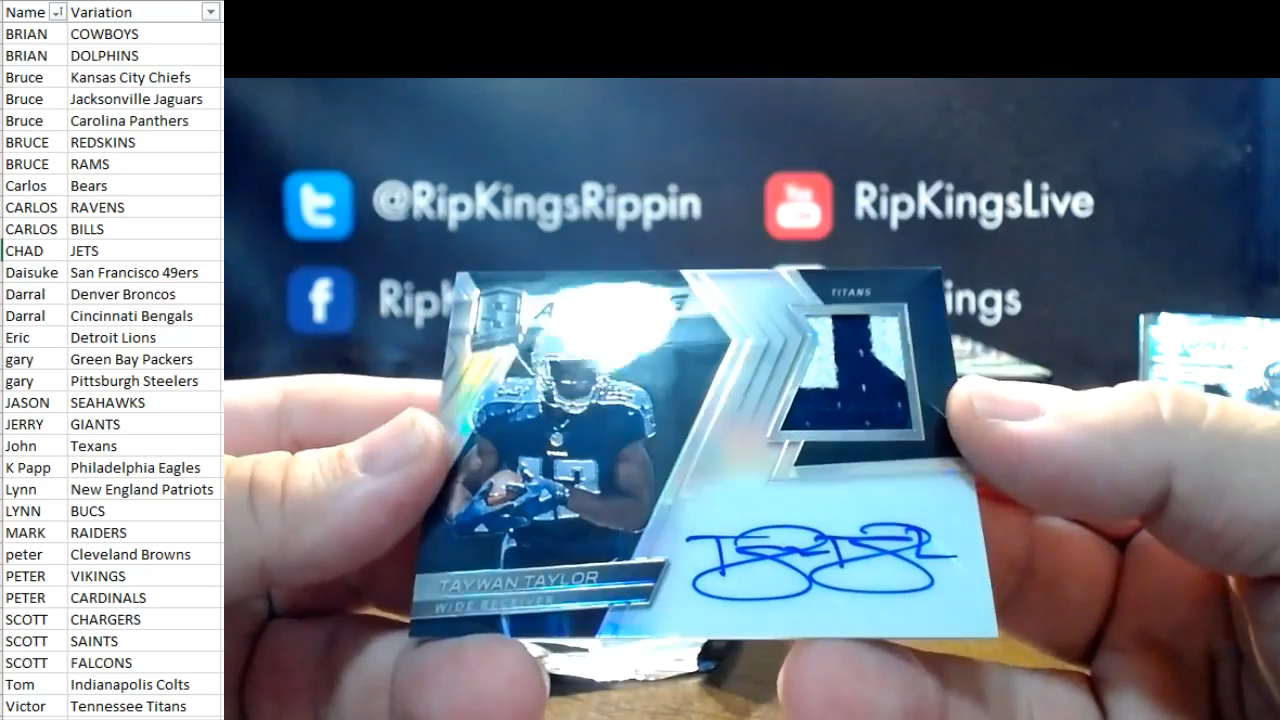 Name Variation
BRIAN COWBOYS
BRIAN DOLPHINS
Bruce Kansas City Chiefs
Bruce Jacksonville Jaguars
Bruce Carolina Panthers
BRUCE REDSKINS
BRUCE RAMS
Carlos Bears
CARLOS RAVENS
CARLOS BILLS
CHAD JETS
Daisuke San Francisco 49ers
Darral Denver Broncos
Darral Cincinnati Bengals
Eric Detroit Lions
gary Green Bay Packers
gary Pittsburgh Steelers
JASON SEAHAWKS
JERRY GIANTS
John Texans
K Papp Philadelphia Eagles
Lynn New England Patriots
LYNN BUCS
MARK RAIDERS
peter Cleveland Browns
PETER VIKINGS
PETER CARDINALS
SCOTT CHARGERS
SCOTT SAINTS
SCOTT FALCONS
Tom Indianapolis Colts
Victor Tennessee Titans
@RipKingsRippin
You Tube RipKingsLive
TITANS
TAYWAN TAYLOR
WIDE RECEIVER